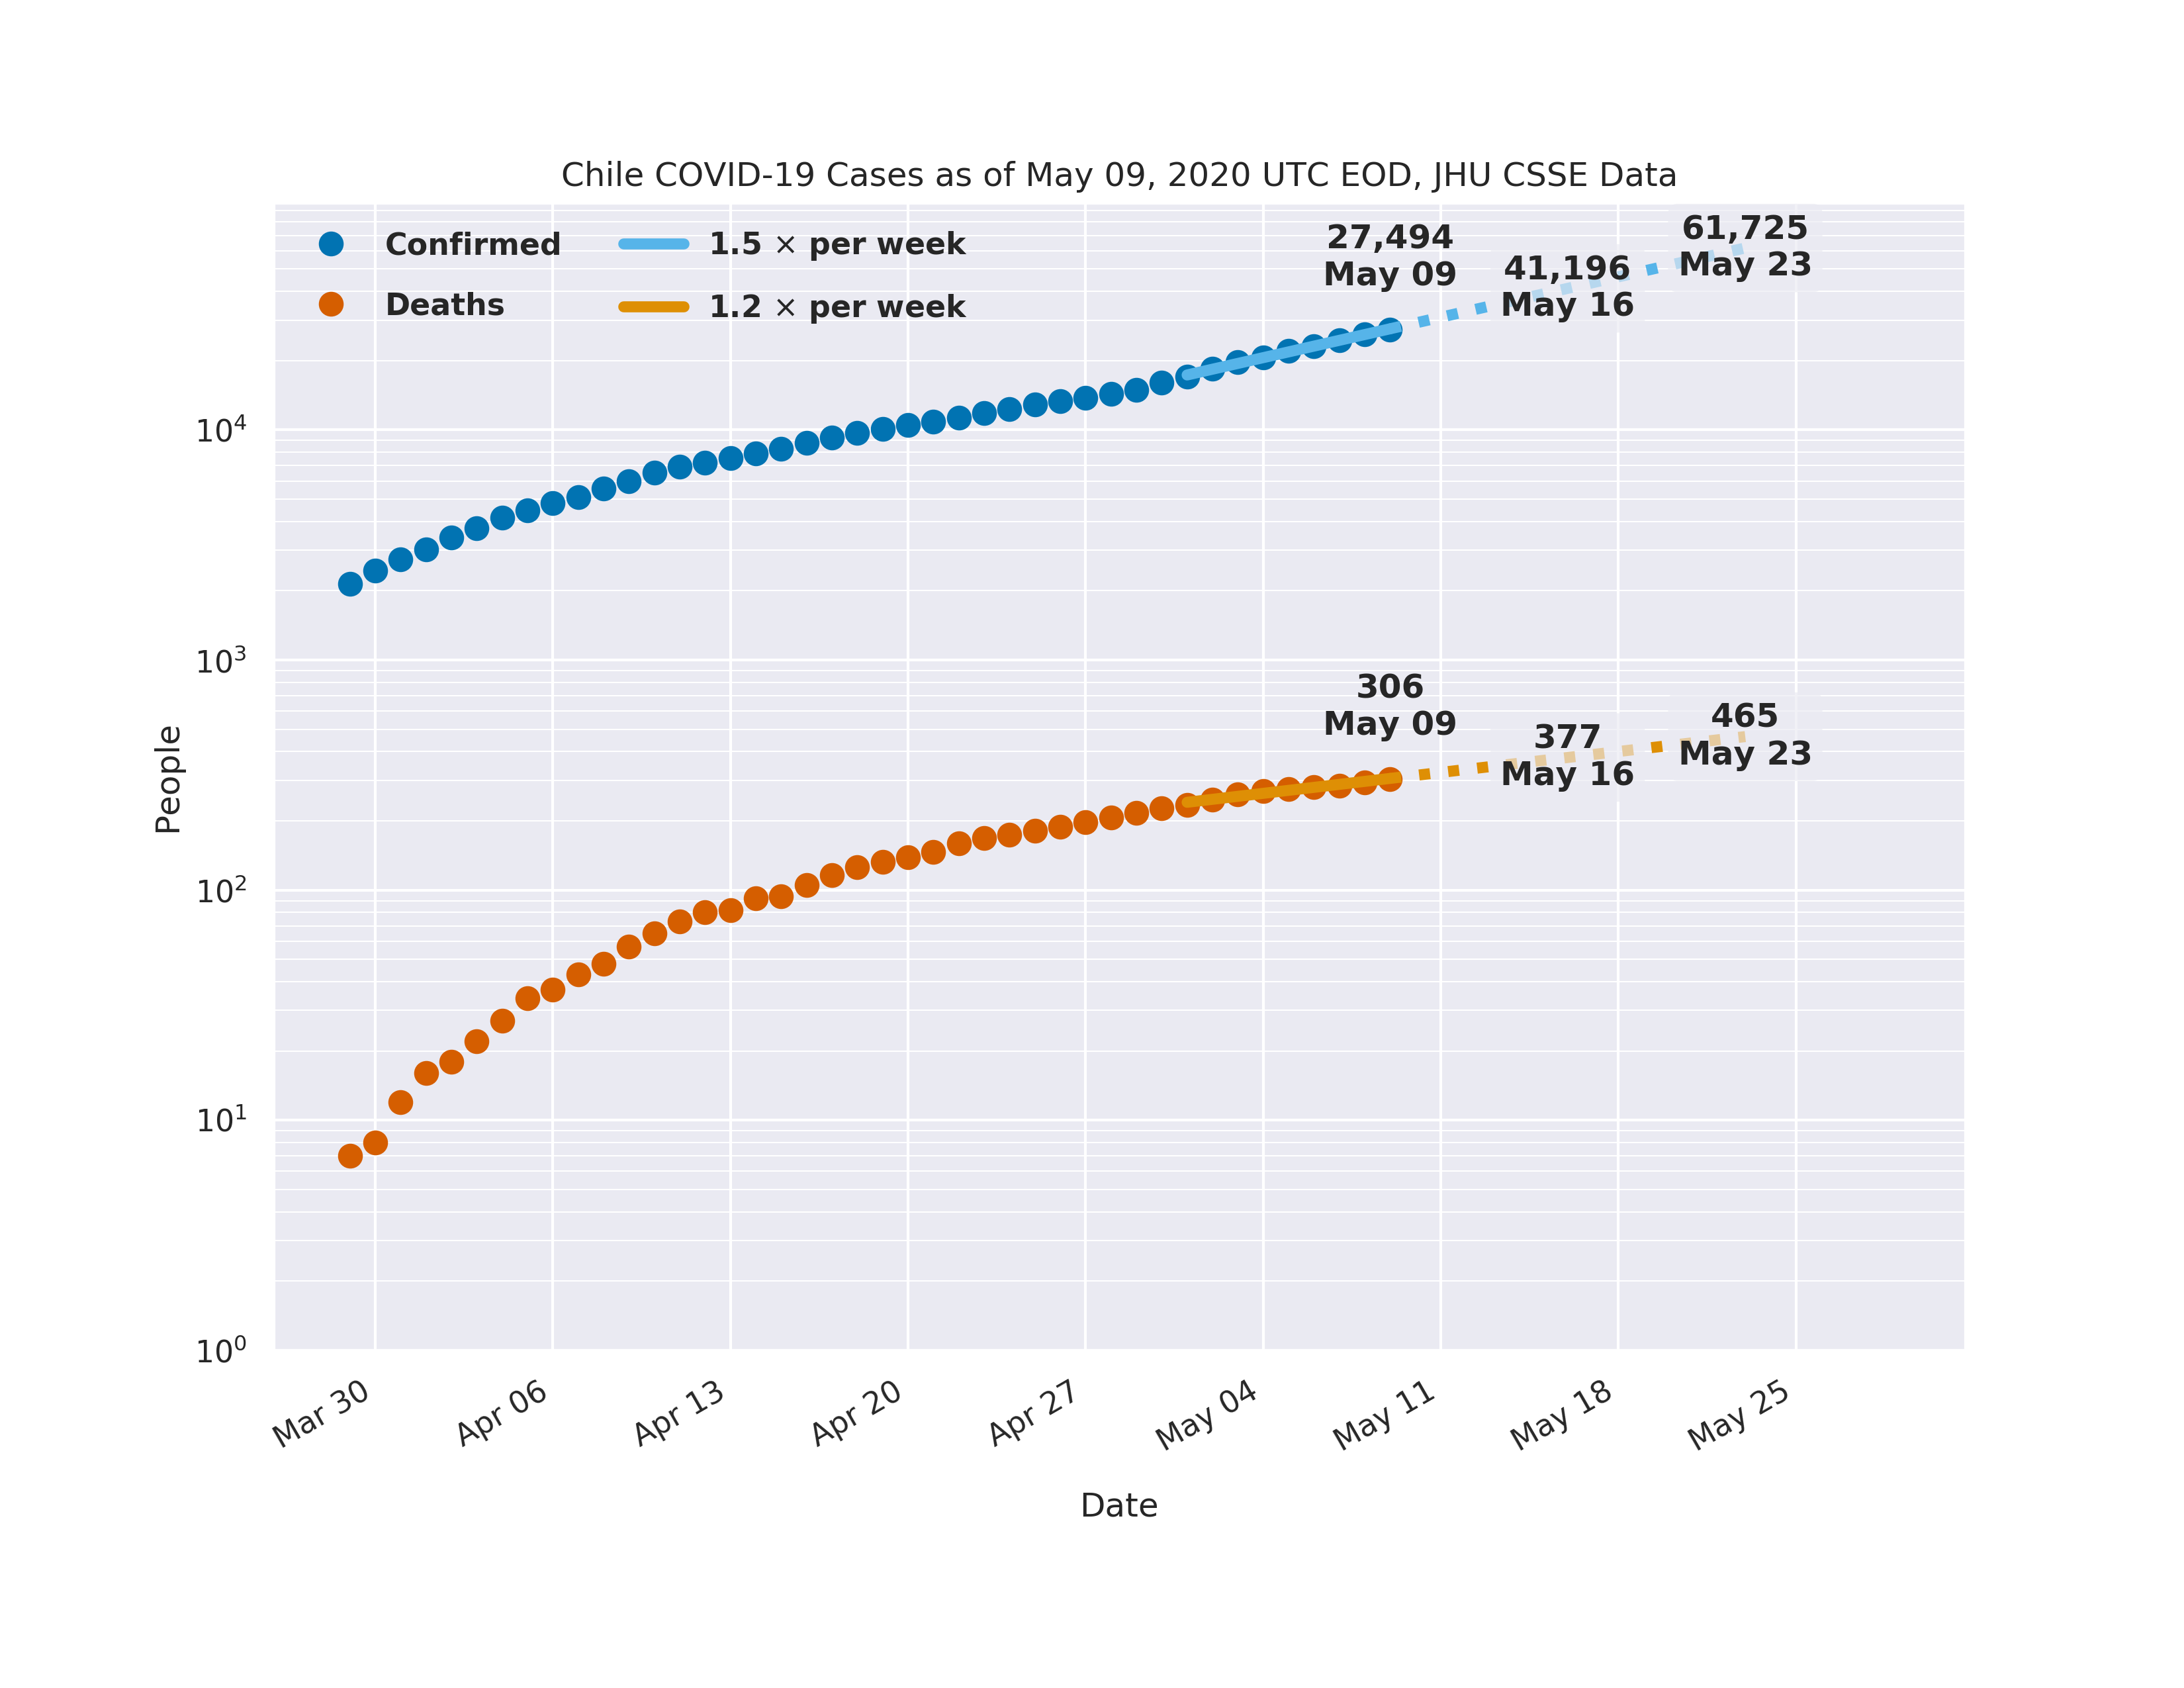 Chile COVID-19 Cases as of May 09, 2020 UTC EOD, JHU CSSE Data
Confirmed
Deaths
1.5 × per week
1.2 × per week
27,494
May 09
41,196
May 16
61,725
May 23
306
May 09
377
May 16
465
May 23
People
10⁴
10³
10²
10¹
10⁰
Mar 30
Apr 06
Apr 13
Apr 20
Apr 27
May 04
May 11
May 18
May 25
Date